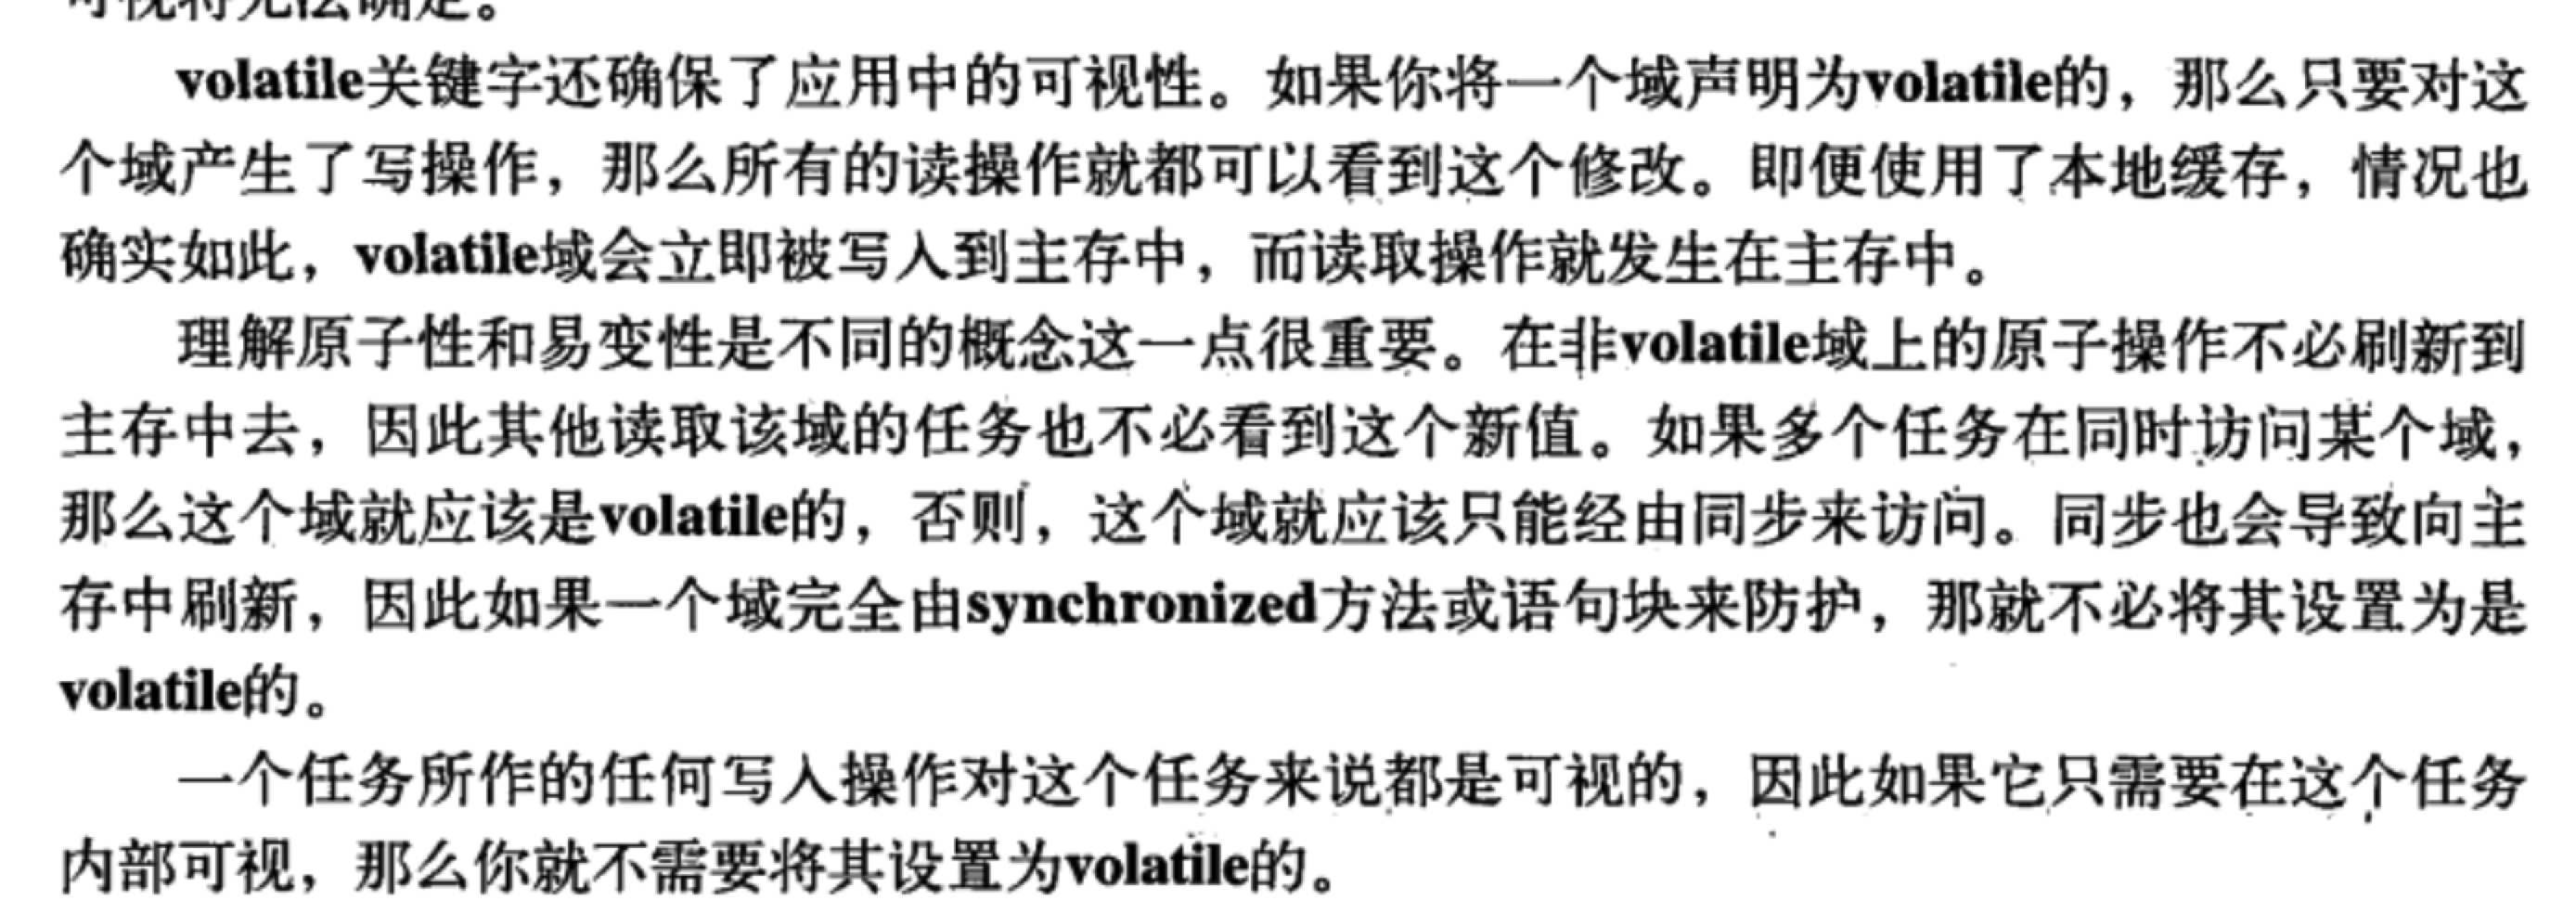 可视将无法确定。
volatile关键字还确保了应用中的可视性。如果你将一个域声明为volatile的，那么只要对这
个域产生了写操作，那么所有的读操作就都可以看到这个修改。即便使用了本地缓存，情况也
确实如此，volatile域会立即被写入到主存中，而读取操作就发生在主存中。
理解原子性和易变性是不同的概念这一点很重要。在非volatile域上的原子操作不必刷新到
主存中去，因此其他读取该域的任务也不必看到这个新值。如果多个任务在同时访问某个域，
那么这个域就应该是volatile的，否则，这个域就应该只能经由同步来访问。同步也会导致向主
存中刷新，因此如果一个域完全由synchronized方法或语句块来防护，那就不必将其设置为是
volatile的。
一个任务所作的任何写入操作对这个任务来说都是可视的，因此如果它只需要在这个任务
内部可视，那么你就不需要将其设置为volatile的。